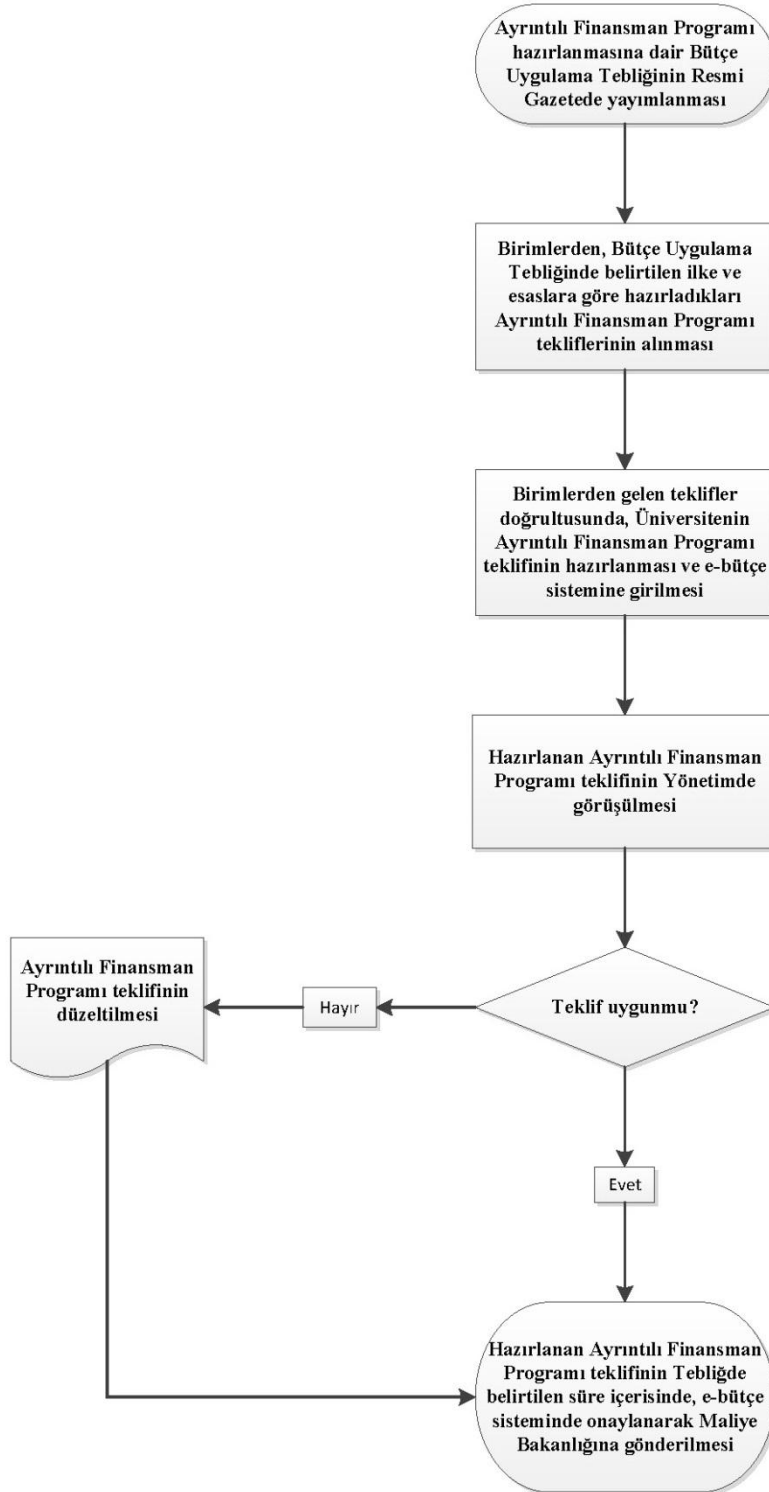 Ayrıntılı Finansman Programı
hazırlanmasına dair Bütçe
Uygulama Tebliğinin Resmi
Gazetede yayımlanması
Birimlerden, Bütçe Uygulama
Tebliğinde belirtilen ilke ve
esaslara göre hazırladıkları
Ayrıntılı Finansman Programı
tekliflerinin alınması
Birimlerden gelen teklifler
doğrultusunda, Üniversitenin
Ayrıntılı Finansman Programı
teklifinin hazırlanması ve e-bütçe
sistemine girilmesi
Hazırlanan Ayrıntılı Finansman
Programı teklifinin Yönetimde
görüşülmesi
Teklif uygunmu?
Hayır
Ayrıntılı Finansman
Programı teklifinin
düzeltilmesi
Evet
Hazırlanan Ayrıntılı Finansman
Programı teklifinin Tebliğde
belirtilen süre içerisinde, e-bütçe
sisteminde onaylanarak Maliye
Bakanlığına gönderilmesi